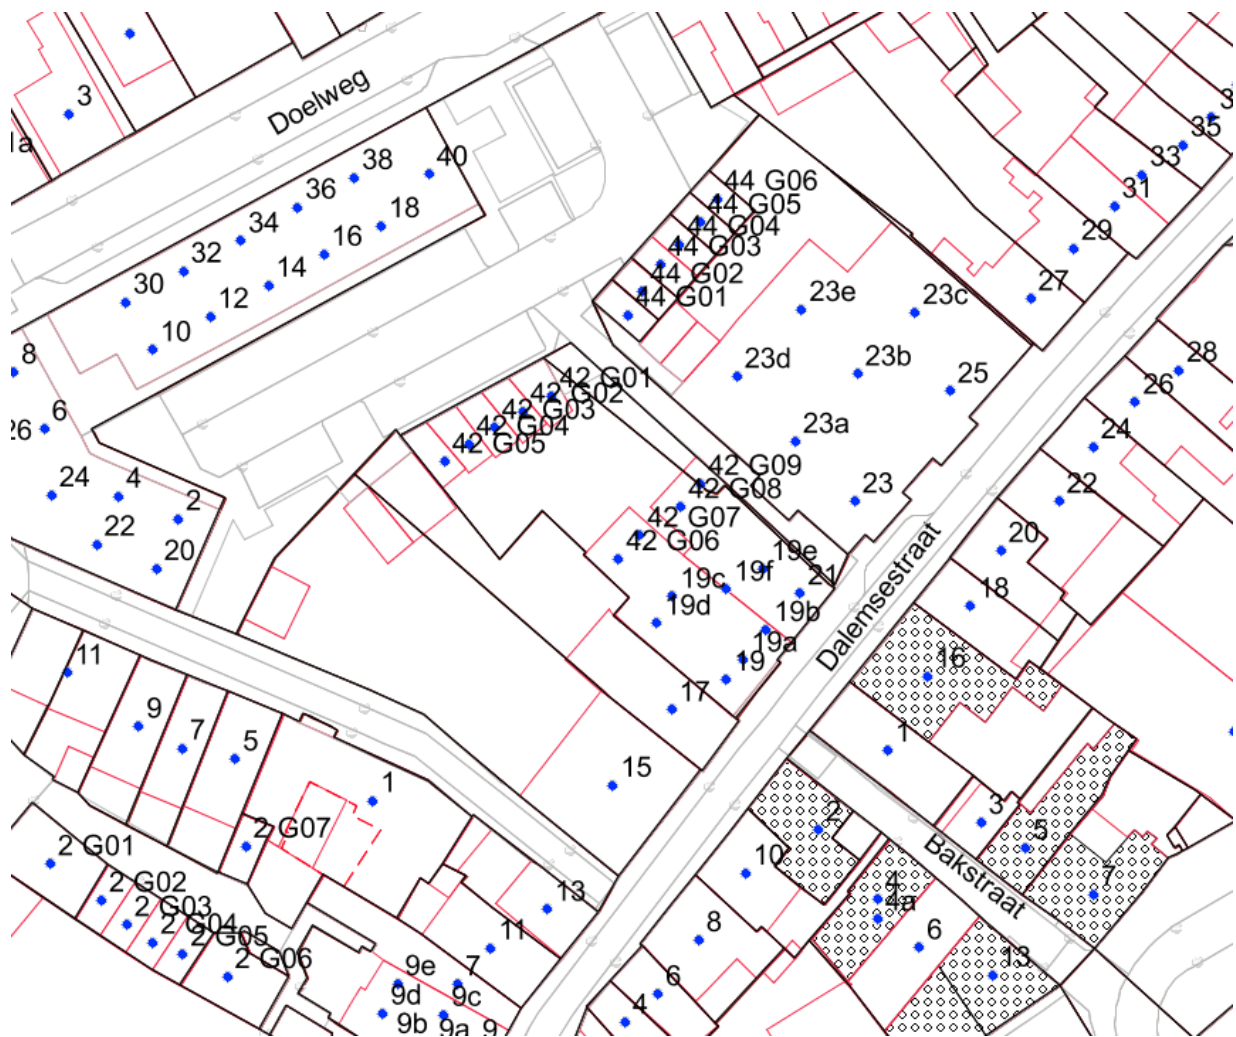 3
1a
Doelweg
38
40
36
18
34
16
32
14
30
12
10
8
6
26
24
4
2
22
20
44 G06
44 G05
44 G04
44 G03
44 G02
44 G01
35
33
31
29
27
23e
23c
23d
23b
25
23a
23
28
26
24
22
20
18
16
42 G01
42 G02
42 G03
42 G04
42 G05
42 G09
42 G08
42 G07
42 G06
19e
19f
21
19c
19d
19b
19a
19
17
15
Dalemsestraat
11
9
7
5
1
2 G07
2 G01
2 G02
2 G03
2 G04
2 G05
2 G06
13
11
7
9e
9d
9c
9b
9a
9
1
3
5
7
2
10
Bakstraat
4
4a
8
6
13
6
4